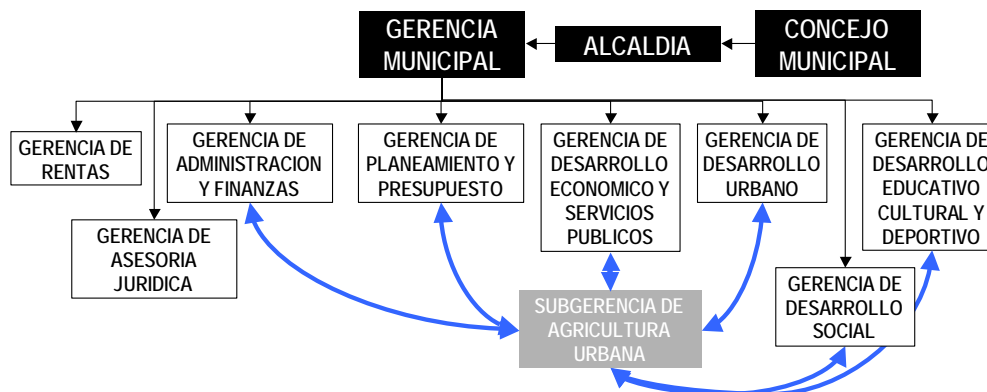 GERENCIA
MUNICIPAL
ALCALDIA
CONCEJO
MUNICIPAL
GERENCIA DE
RENTAS
GERENCIA DE
ASESORIA
JURIDICA
GERENCIA DE
ADMINISTRACION
Y FINANZAS
GERENCIA DE
PLANEAMIENTO Y
PRESUPUESTO
GERENCIA DE
DESARROLLO
ECONOMICO Y
SERVICIOS
PUBLICOS
GERENCIA DE
DESARROLLO
URBANO
GERENCIA DE
DESARROLLO
SOCIAL
GERENCIA DE
DESARROLLO
EDUCATIVO
CULTURAL Y
DEPORTIVO
SUBGERENCIA DE
AGRICULTURA
URBANA